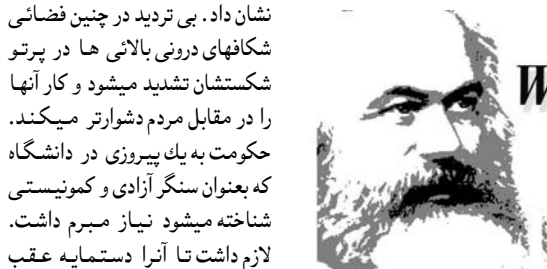 نشان داد. بی تردید در چنین فضائی
شکافهای درونی بالائی ها در پرتو
شکستشان تشدید میشود و کار آنها
را در مقابل مردم دشوارتر میکند.
حکومت به یك پیروزی در دانشگاه
که بعنوان سنگر آزادی و کمونیستی
شناخته میشود نیاز مبرم داشت.
لازم داشت تا آنرا دستمایه عقب
W